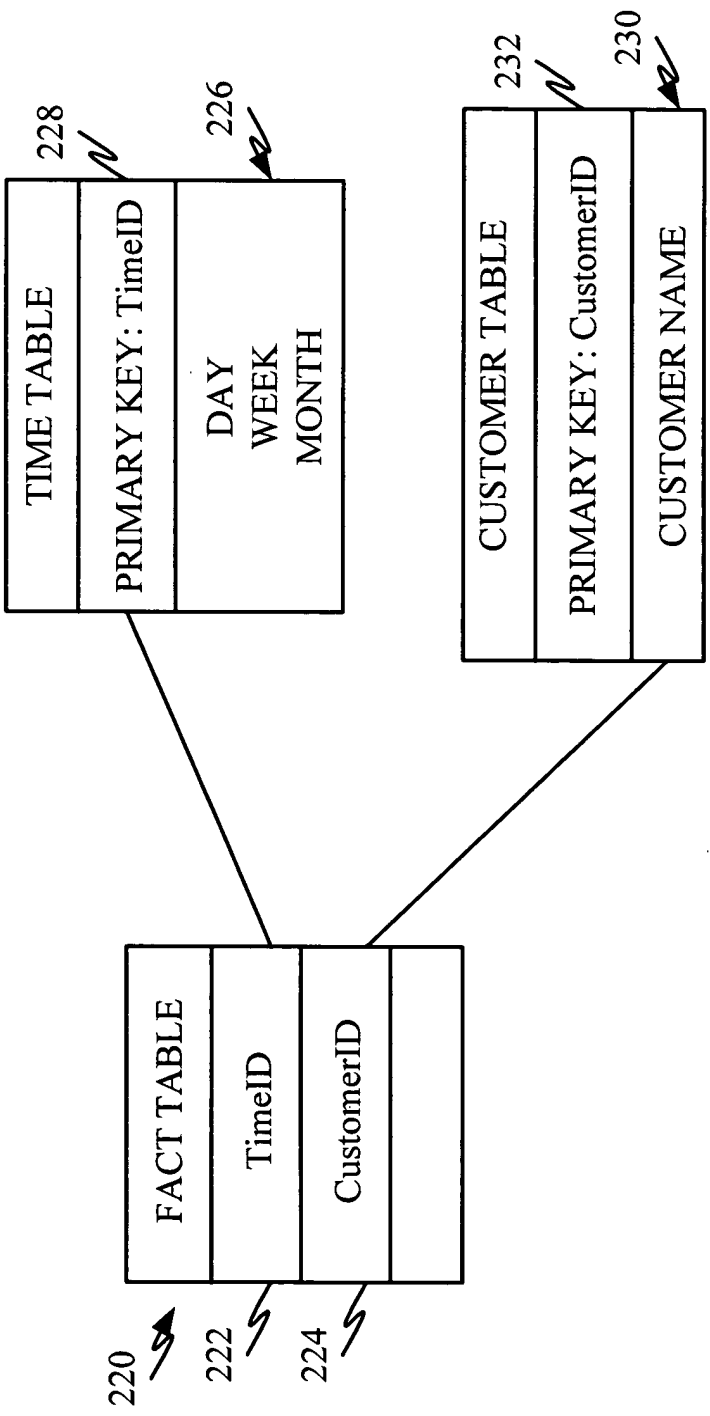 220
FACT TABLE
222
TimeID
224
CustomerID
TIME TABLE
PRIMARY KEY: TimeID
228
DAY
WEEK
MONTH
226
CUSTOMER TABLE
PRIMARY KEY: CustomerID
232
CUSTOMER NAME
230